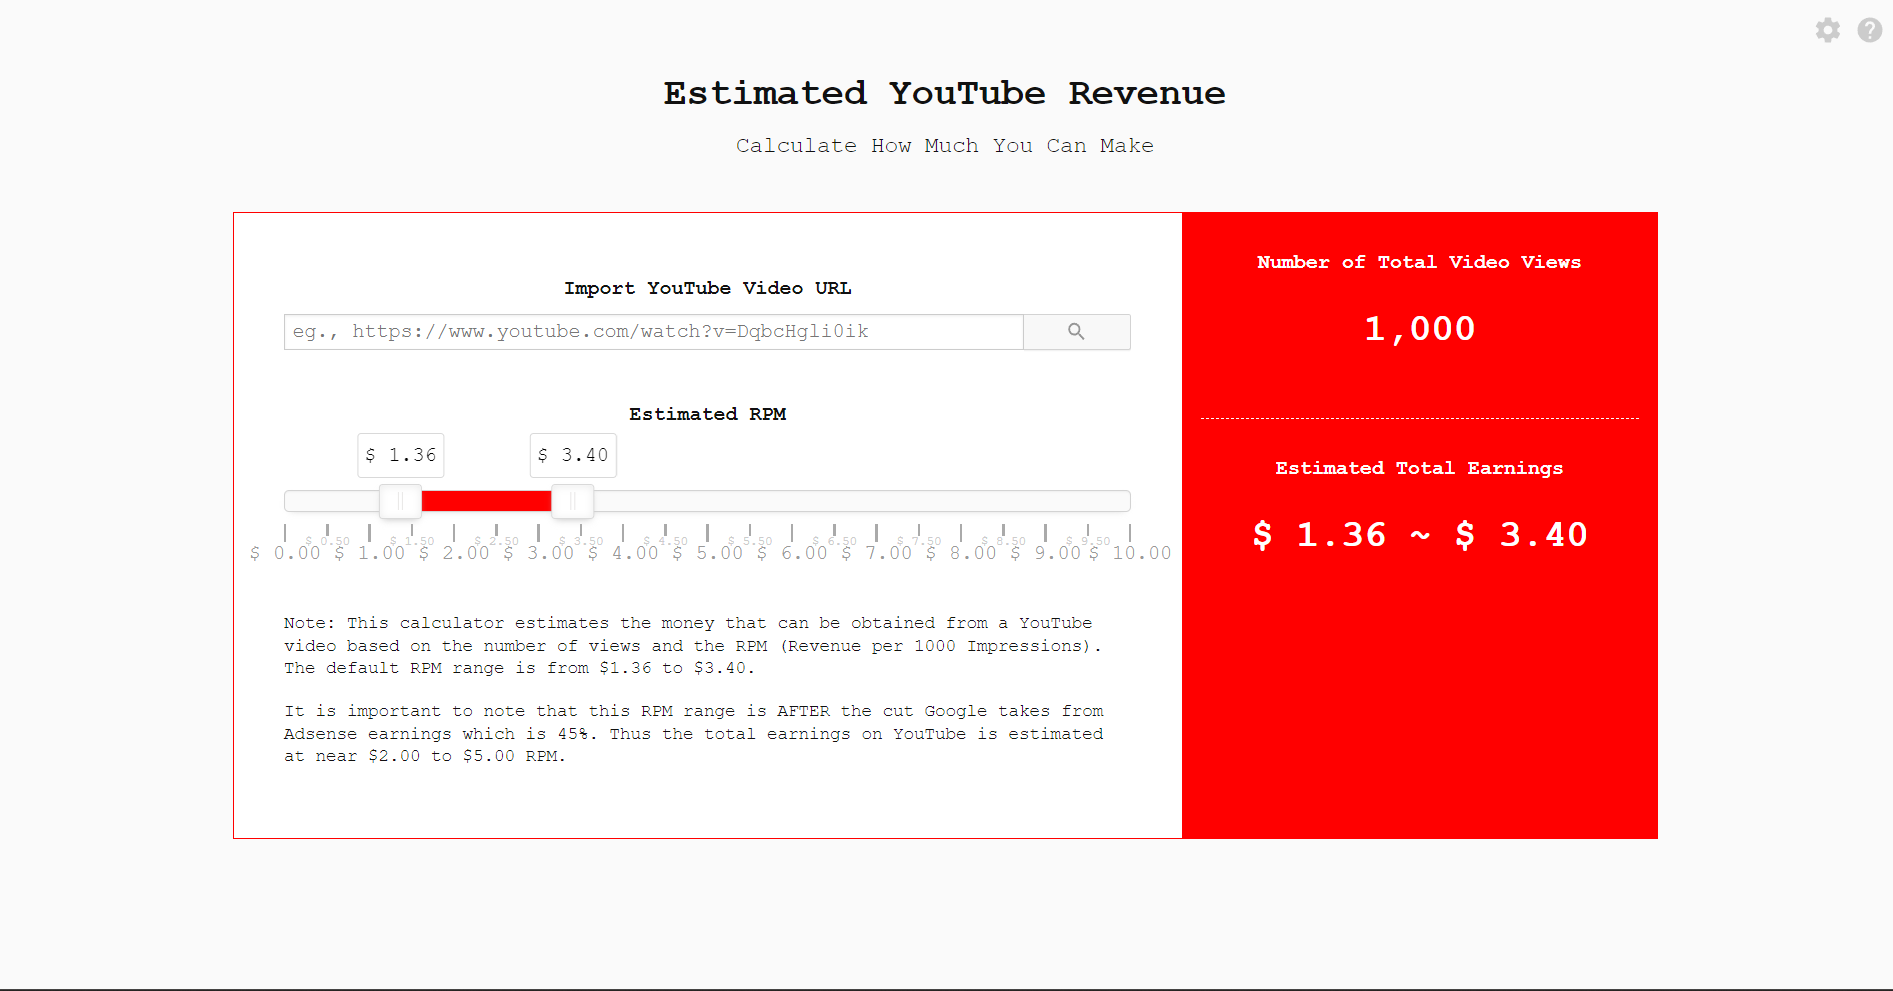 Estimated YouTube Revenue
Calculate How Much You Can Make
Import YouTube Video URL
eg., https://www.youtube.com/watch?v=DqbcHgli0ik
Estimated RPM
$ 1.36 $ 3.40
$ 0.50 $ 1.50 $ 2.50 $ 3.50 $ 4.50 $ 5.50 $ 6.50 $ 7.50 $ 8.50 $ 9.50
$ 0.00 $ 1.00 $ 2.00 $ 3.00 $ 4.00 $ 5.00 $ 6.00 $ 7.00 $ 8.00 $ 9.00 $ 10.00
Note: This calculator estimates the money that can be obtained from a YouTube
video based on the number of views and the RPM (Revenue per 1000 Impressions).
The default RPM range is from $1.36 to $3.40.
It is important to note that this RPM range is AFTER the cut Google takes from
Adsense earnings which is 45%. Thus the total earnings on YouTube is estimated
at near $2.00 to $5.00 RPM.
Number of Total Video Views
1,000
Estimated Total Earnings
$ 1.36 ~ $ 3.40